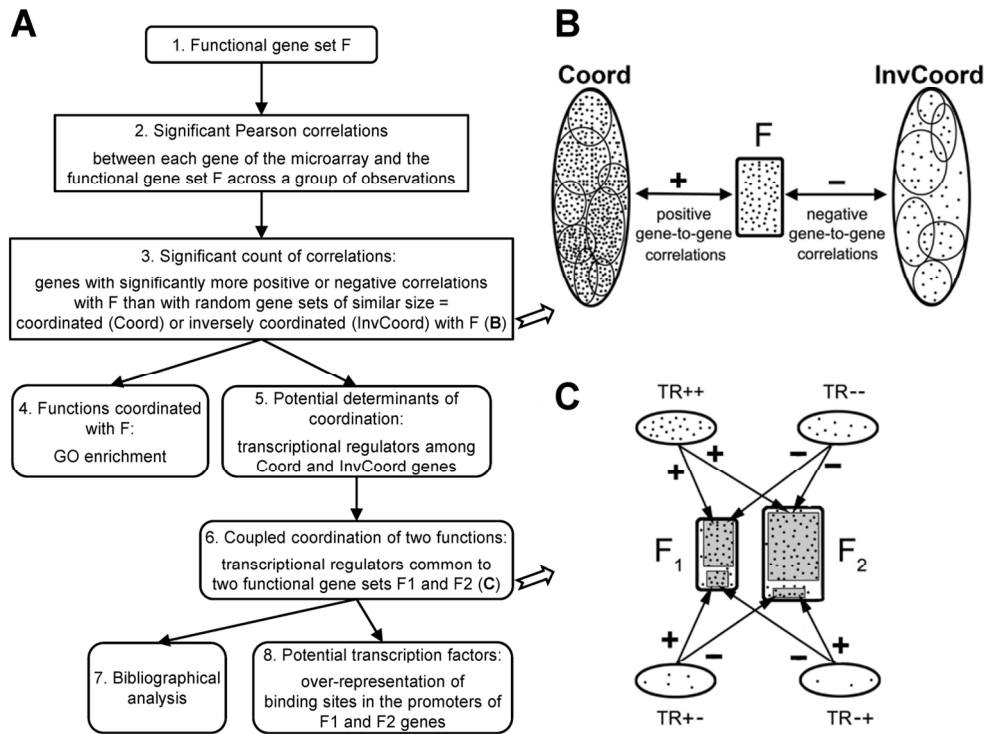 A
1. Functional gene set F
2. Significant Pearson correlations
between each gene of the microarray and the
functional gene set F across a group of observations
3. Significant count of correlations:
genes with significantly more positive or negative correlations
with F than with random gene sets of similar size =
coordinated (Coord) or inversely coordinated (InvCoord) with F (B)
4. Functions coordinated
with F:
GO enrichment
5. Potential determinants of
coordination:
transcriptional regulators among
Coord and InvCoord genes
6. Coupled coordination of two functions:
transcriptional regulators common to
two functional gene sets F1 and F2 (C)
7. Bibliographical
analysis
8. Potential transcription factors:
over-representation of
binding sites in the promoters of
F1 and F2 genes
B
Coord
InvCoord
F
+
−
positive
gene-to-gene
correlations
negative
gene-to-gene
correlations
C
TR++
TR--
+
+
−
−
F1
F2
+
−
−
+
TR+-
TR-+